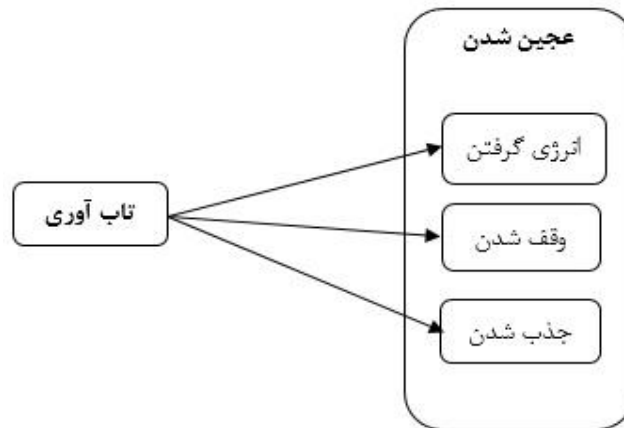 عجین شدن
انرژی گرفتن
تاب آوری
وقف شدن
جذب شدن